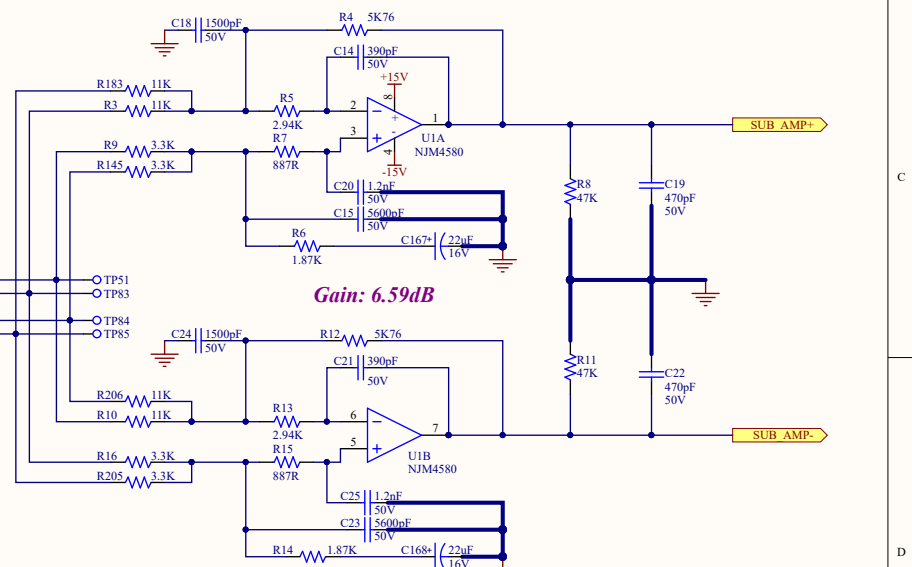 R4 5K76
C18 1500pF
50V
C14 390pF
50V
+15V
R183 11K
8
R5
R3 11K
2
2.94K
1
SUB_AMP+
R9 3.3K
R7
3
U1A
887R
4
NJM4580
R145 3.3K
-15V
C
C20 1.2nF
50V
R8
47K
C19
470pF
50V
C15 5600pF
50V
R6
1.87K
C167+ 22uF
16V
TP51
TP83
Gain: 6.59dB
TP84
TP85
C24 1500pF
50V
R12 5K76
C21 390pF
50V
R11
47K
C22
470pF
50V
R206 11K
R13
R10 11K
2.94K
6
7
SUB_AMP-
R16 3.3K
R15
5
U1B
887R
NJM4580
R205 3.3K
C25 1.2nF
50V
C23 5600pF
50V
R14 1.87K
C168+ 22uF
16V
D